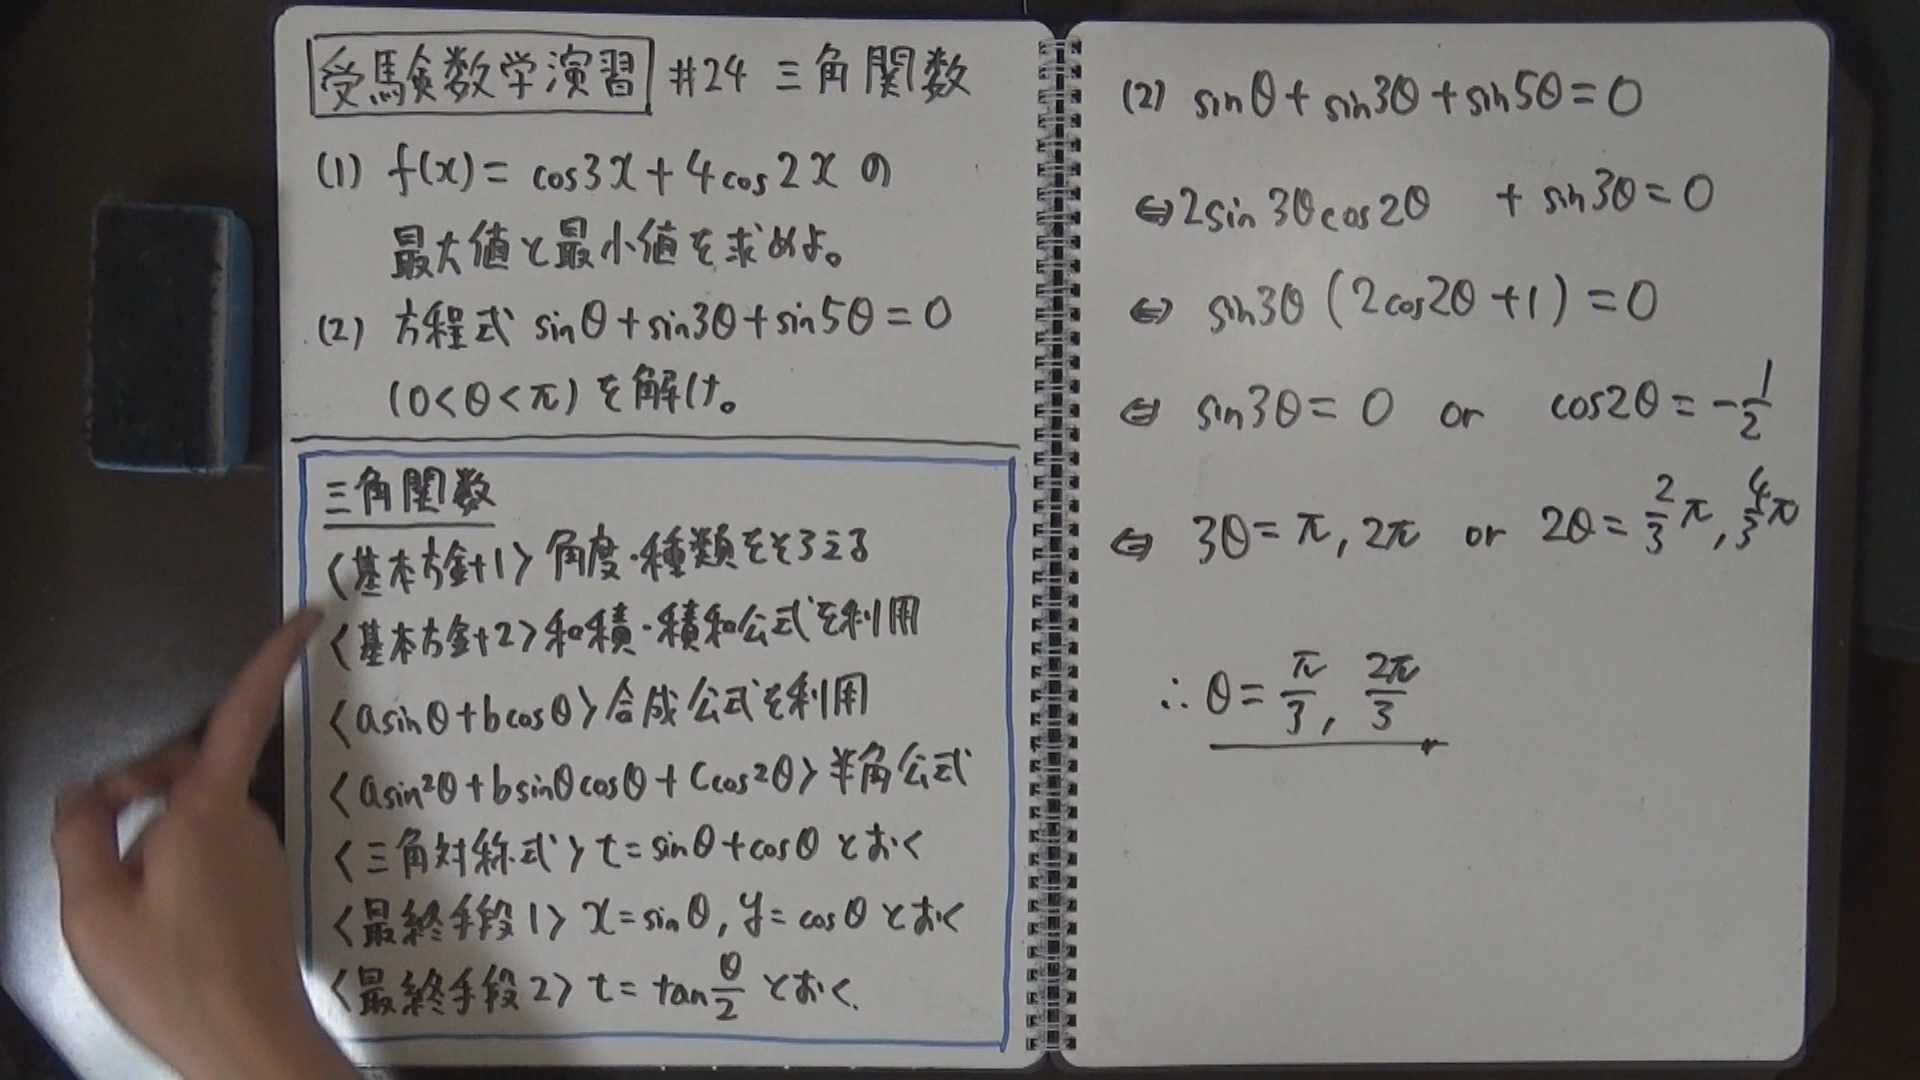 受験数学演習 #24 三角関数
(1) f(x) = cos3x + 4cos2x の
最大値と最小値を求めよ。
(2) 方程式 sinθ + sin3θ + sin5θ = 0
(0 < θ < π) を解け。
三角関数
〈基本方針1〉角度・種類をそろえる
〈基本方針2〉和積・積和公式を利用
〈asinθ + bcosθ〉合成公式を利用
〈asin²θ + bsinθcosθ + ccos²θ〉半角公式
〈三角対称式〉t = sinθ + cosθ とおく
〈最終手段1〉x = sinθ, y = cosθ とおく
〈最終手段2〉t = tan θ/2 とおく.
(2) sinθ + sin3θ + sin5θ = 0
⇔ 2sin3θcos2θ + sin3θ = 0
⇔ sin3θ (2cos2θ + 1) = 0
⇔ sin3θ = 0 or cos2θ = -1/2
⇔ 3θ = π, 2π or 2θ = 2/3 π, 4/3 π
∴ θ = π/3, 2π/3